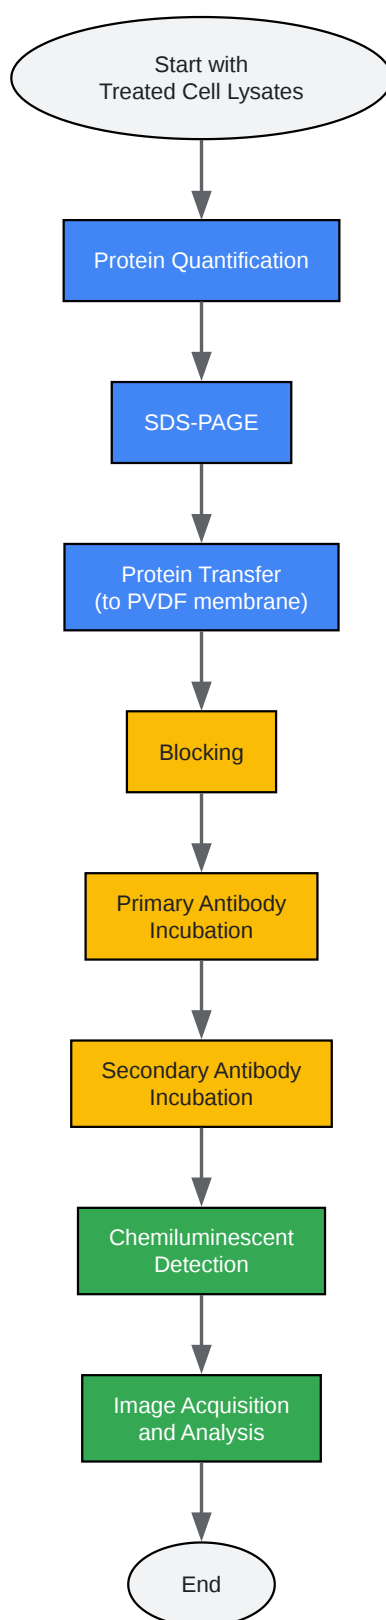 Start with
Treated Cell Lysates
Protein Quantification
SDS-PAGE
Protein Transfer
(to PVDF membrane)
Blocking
Primary Antibody
Incubation
Secondary Antibody
Incubation
Chemiluminescent
Detection
Image Acquisition
and Analysis
End